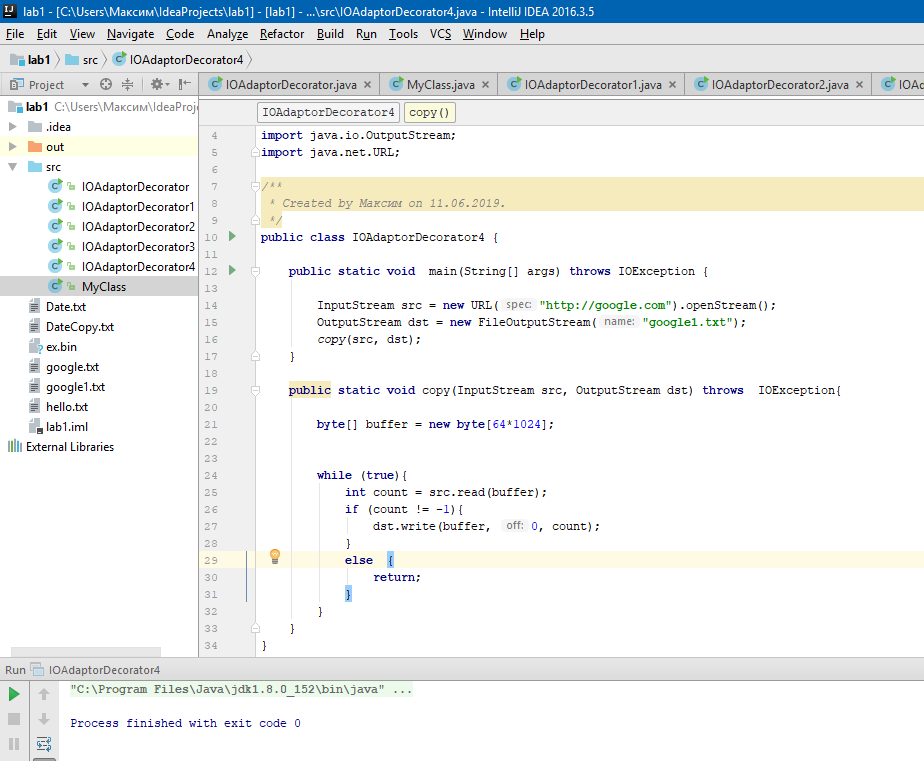 lab1 - [C:\Users\Максим\IdeaProjects\lab1] - [lab1] - ...\src\IOAdaptorDecorator4.java - IntelliJ IDEA 2016.3.5
File Edit View Navigate Code Analyze Refactor Build Run Tools VCS Window Help
lab1 src IOAdaptorDecorator4
Project IOAdaptorDecorator.java MyClass.java IOAdaptorDecorator1.java IOAdaptorDecorator2.java
lab1 C:\Users\Максим\IdeaProj
.idea
out
src
IOAdaptorDecorator
IOAdaptorDecorator1
IOAdaptorDecorator2
IOAdaptorDecorator3
IOAdaptorDecorator4
MyClass
Date.txt
DateCopy.txt
ex.bin
google.txt
google1.txt
hello.txt
lab1.iml
External Libraries
IOAdaptorDecorator4 copy()
4 import java.io.OutputStream;
5 import java.net.URL;
6
7 /**
8 * Created by Максим on 11.06.2019.
9 */
10 public class IOAdaptorDecorator4 {
11
12 public static void main(String[] args) throws IOException {
13
14 InputStream src = new URL( spec: "http://google.com").openStream();
15 OutputStream dst = new FileOutputStream( name: "google1.txt");
16 copy(src, dst);
17 }
18
19 public static void copy(InputStream src, OutputStream dst) throws IOException{
20
21 byte[] buffer = new byte[64*1024];
22
23
24 while (true){
25 int count = src.read(buffer);
26 if (count != -1){
27 dst.write(buffer, off: 0, count);
28 }
29 else {
30 return;
31 }
32 }
33 }
34 }
Run IOAdaptorDecorator4
"C:\Program Files\Java\jdk1.8.0_152\bin\java" ...
Process finished with exit code 0